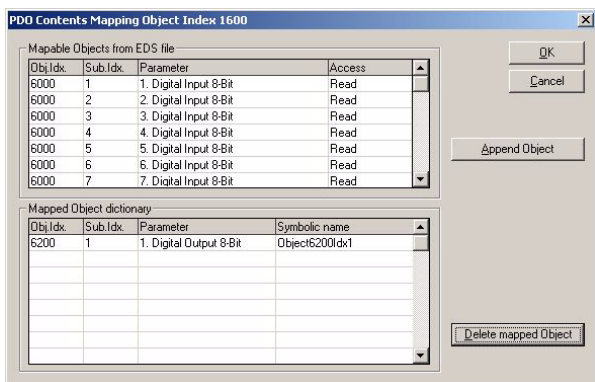 PDO Contents Mapping Object Index 1600
Mapable Objects from EDS file
Obj.Idx. Sub.Idx. Parameter Access
6000 1 1. Digital Input 8-Bit Read
6000 2 2. Digital Input 8-Bit Read
6000 3 3. Digital Input 8-Bit Read
6000 4 4. Digital Input 8-Bit Read
6000 5 5. Digital Input 8-Bit Read
6000 6 6. Digital Input 8-Bit Read
6000 7 7. Digital Input 8-Bit Read
OK
Cancel
Append Object
Mapped Object dictionary
Obj.Idx. Sub.Idx. Parameter Symbolic name
6200 1 1. Digital Output 8-Bit Object6200Idx1
Delete mapped Object